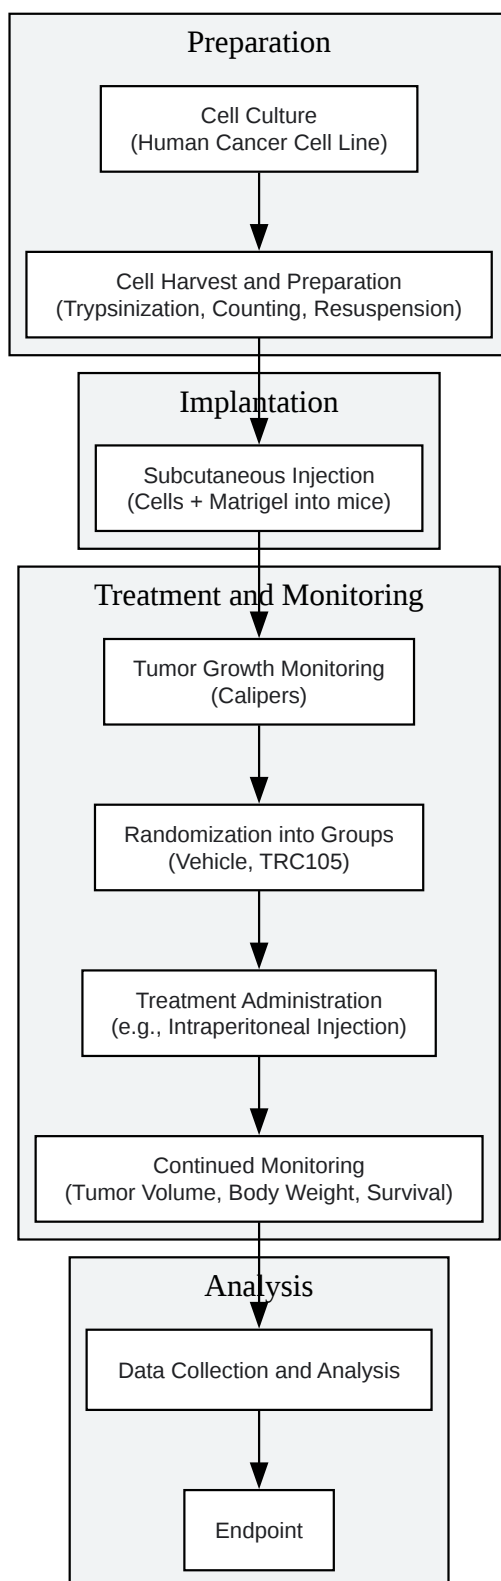 Preparation
Cell Culture
(Human Cancer Cell Line)
Cell Harvest and Preparation
(Trypsinization, Counting, Resuspension)
Implantation
Subcutaneous Injection
(Cells + Matrigel into mice)
Treatment and Monitoring
Tumor Growth Monitoring
(Calipers)
Randomization into Groups
(Vehicle, TRC105)
Treatment Administration
(e.g., Intraperitoneal Injection)
Continued Monitoring
(Tumor Volume, Body Weight, Survival)
Analysis
Data Collection and Analysis
Endpoint